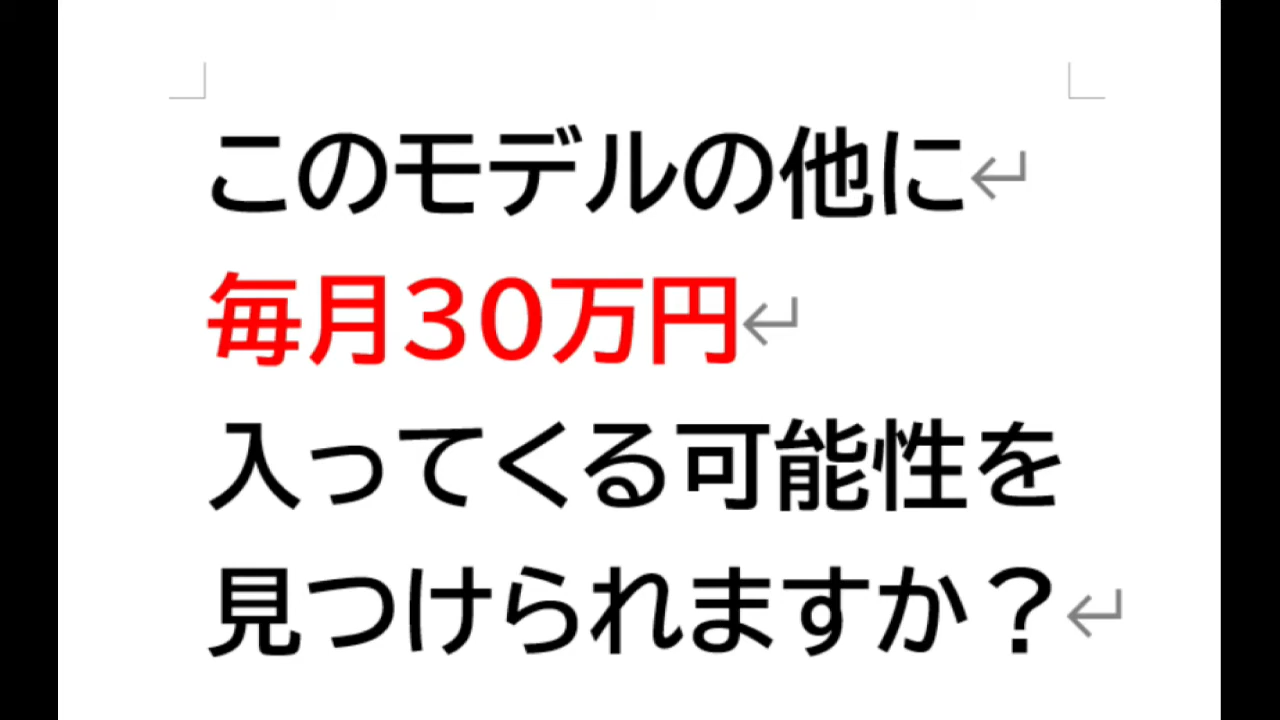 このモデルの他に
毎月30万円
入ってくる可能性を
見つけられますか？